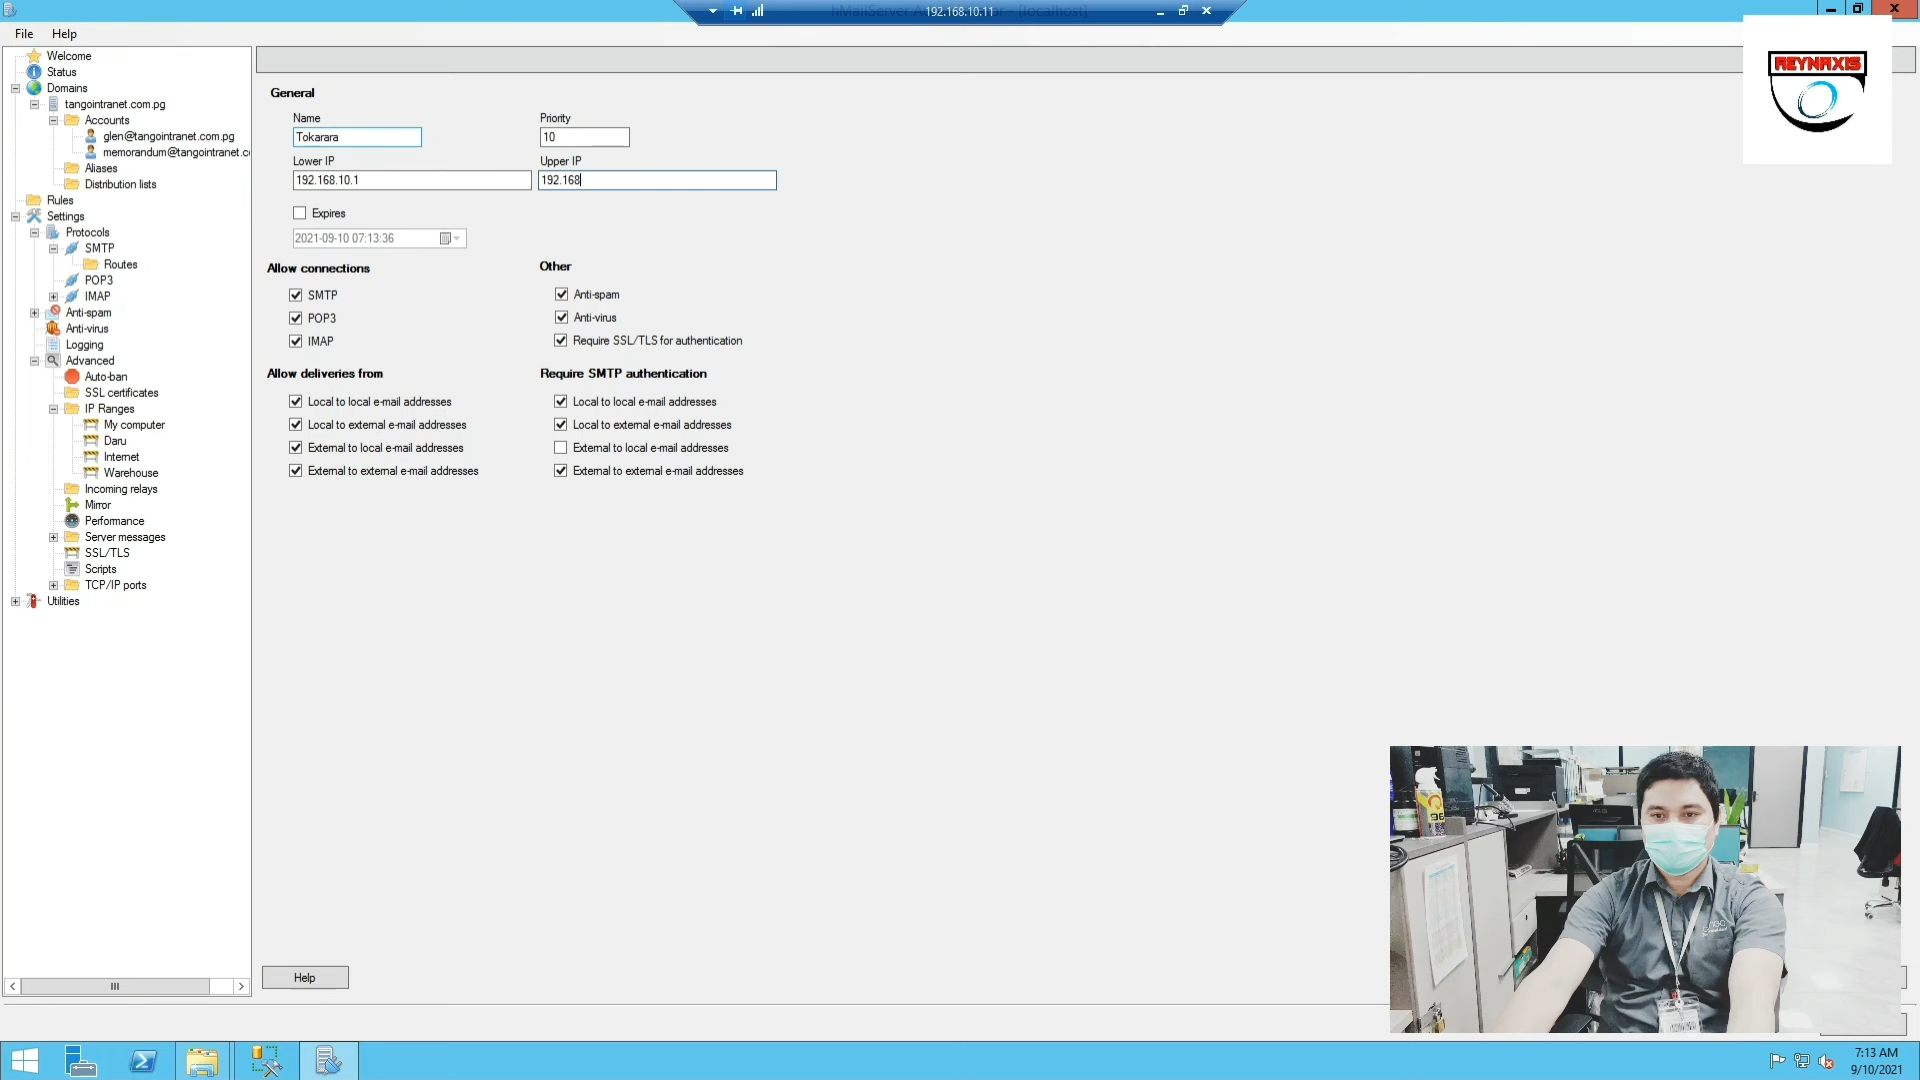 hMailServer Administrator - [localhost]
192.168.10.11
File Help
REYNAXIS
Welcome
Status
Domains
tangointranet.com.pg
Accounts
glen@tangointranet.com.pg
memorandum@tangointranet.c
Aliases
Distribution lists
Rules
Settings
Protocols
SMTP
Routes
POP3
IMAP
Anti-spam
Anti-virus
Logging
Advanced
Auto-ban
SSL certificates
IP Ranges
My computer
Daru
Internet
Warehouse
Incoming relays
Mirror
Performance
Server messages
SSL/TLS
Scripts
TCP/IP ports
Utilities
General
Name Priority
Tokarara 10
Lower IP Upper IP
192.168.10.1 192.168
Expires
2021-09-10 07:13:36
Allow connections
SMTP
POP3
IMAP
Other
Anti-spam
Anti-virus
Require SSL/TLS for authentication
Allow deliveries from
Local to local e-mail addresses
Local to external e-mail addresses
External to local e-mail addresses
External to external e-mail addresses
Require SMTP authentication
Local to local e-mail addresses
Local to external e-mail addresses
External to local e-mail addresses
External to external e-mail addresses
Help
7:13 AM
9/10/2021